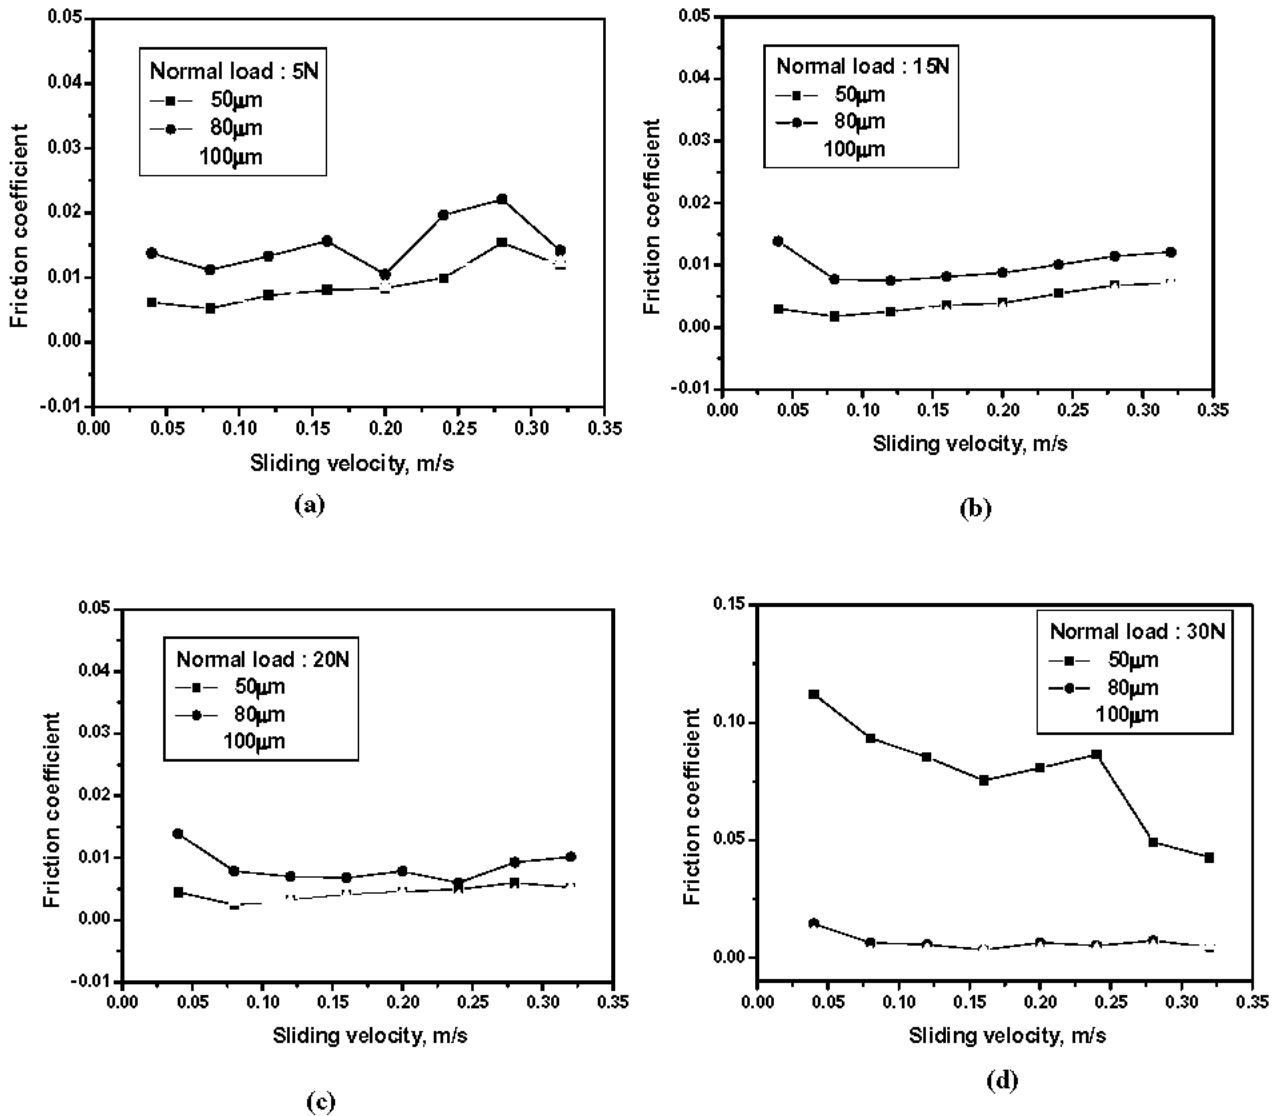 0.05
0.04
0.03
0.02
0.01
0.00
-0.01
Friction coefficient
Normal load : 5N
50μm
80μm
100μm
0.00 0.05 0.10 0.15 0.20 0.25 0.30 0.35
Sliding velocity, m/s
(a)
0.05
0.04
0.03
0.02
0.01
0.00
-0.01
Friction coefficient
Normal load : 15N
50μm
80μm
100μm
0.00 0.05 0.10 0.15 0.20 0.25 0.30 0.35
Sliding velocity, m/s
(b)
0.05
0.04
0.03
0.02
0.01
0.00
-0.01
Friction coefficient
Normal load : 20N
50μm
80μm
100μm
0.00 0.05 0.10 0.15 0.20 0.25 0.30 0.35
Sliding velocity, m/s
(c)
0.15
0.10
0.05
0.00
Friction coefficient
Normal load : 30N
50μm
80μm
100μm
0.00 0.05 0.10 0.15 0.20 0.25 0.30 0.35
Sliding velocity, m/s
(d)